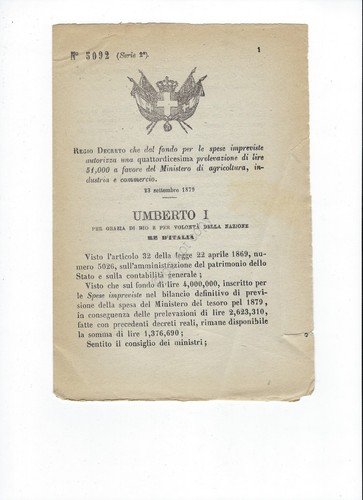 N° 5092 (Serie 2ª).
1
REGIO DECRETO che dal fondo per le spese impreviste
autorizza una quattordicesima prelevazione di lire
51,000 a favore del Ministero di agricoltura, in-
dustria e commercio.
23 settembre 1879
UMBERTO I
PER GRAZIA DI DIO E PER VOLONTÀ DELLA NAZIONE
RE D'ITALIA
Visto l'articolo 32 della legge 22 aprile 1869, nu-
mero 5026, sull'amministrazione del patrimonio dello
Stato e sulla contabilità generale;
Visto che sul fondo di lire 4,000,000, inscritto per
le Spese impreviste nel bilancio definitivo di previ-
sione della spesa del Ministero del tesoro pel 1879,
in conseguenza delle prelevazioni di lire 2,623,310,
fatte con precedenti decreti reali, rimane disponibile
la somma di lire 1,376,690;
Sentito il consiglio dei ministri;